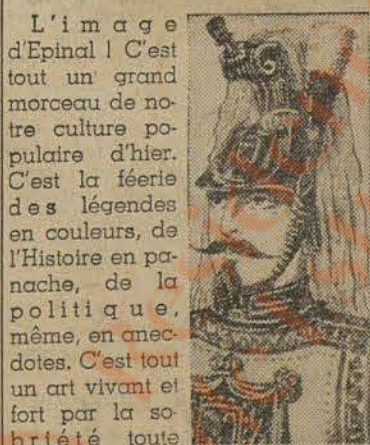 L'image
d'Epinal ! C'est
tout un grand
morceau de no-
tre culture po-
pulaire d'hier.
C'est la féerie
des légendes
en couleurs, de
l'Histoire en pa-
nache, de la
politique,
même, en anec-
dotes. C'est tout
un art vivant et
fort par la so-
briété toute